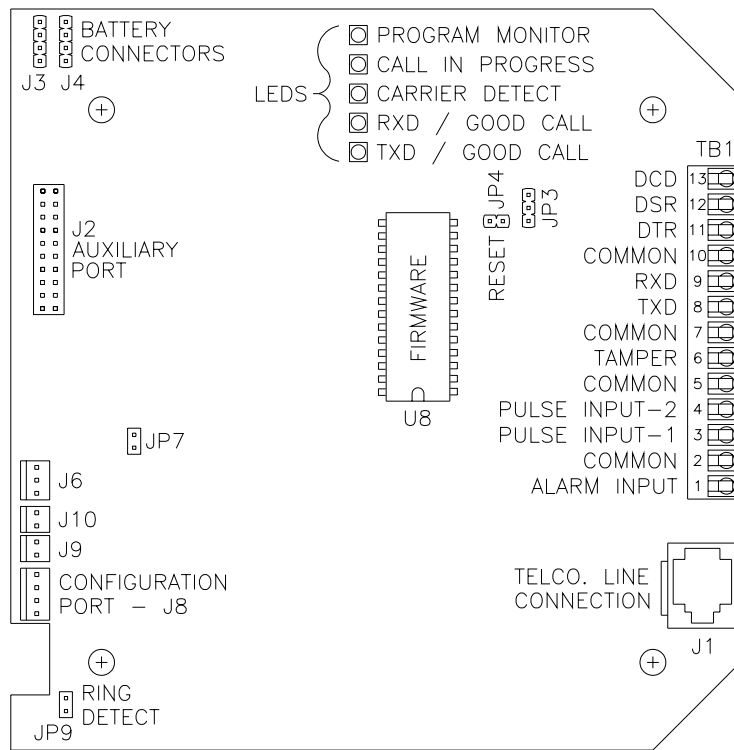 BATTERY
CONNECTORS
J3 J4
LEDS
PROGRAM MONITOR
CALL IN PROGRESS
CARRIER DETECT
RXD / GOOD CALL
TXD / GOOD CALL
TB1
DCD 13
DSR 12
DTR 11
COMMON 10
RXD 9
TXD 8
COMMON 7
TAMPER 6
COMMON 5
PULSE INPUT-2 4
PULSE INPUT-1 3
COMMON 2
ALARM INPUT 1
J2
AUXILIARY
PORT
JP4
JP3
RESET
FIRMWARE
U8
JP7
J6
J10
J9
CONFIGURATION
PORT - J8
TELCO. LINE
CONNECTION
J1
RING
DETECT
JP9